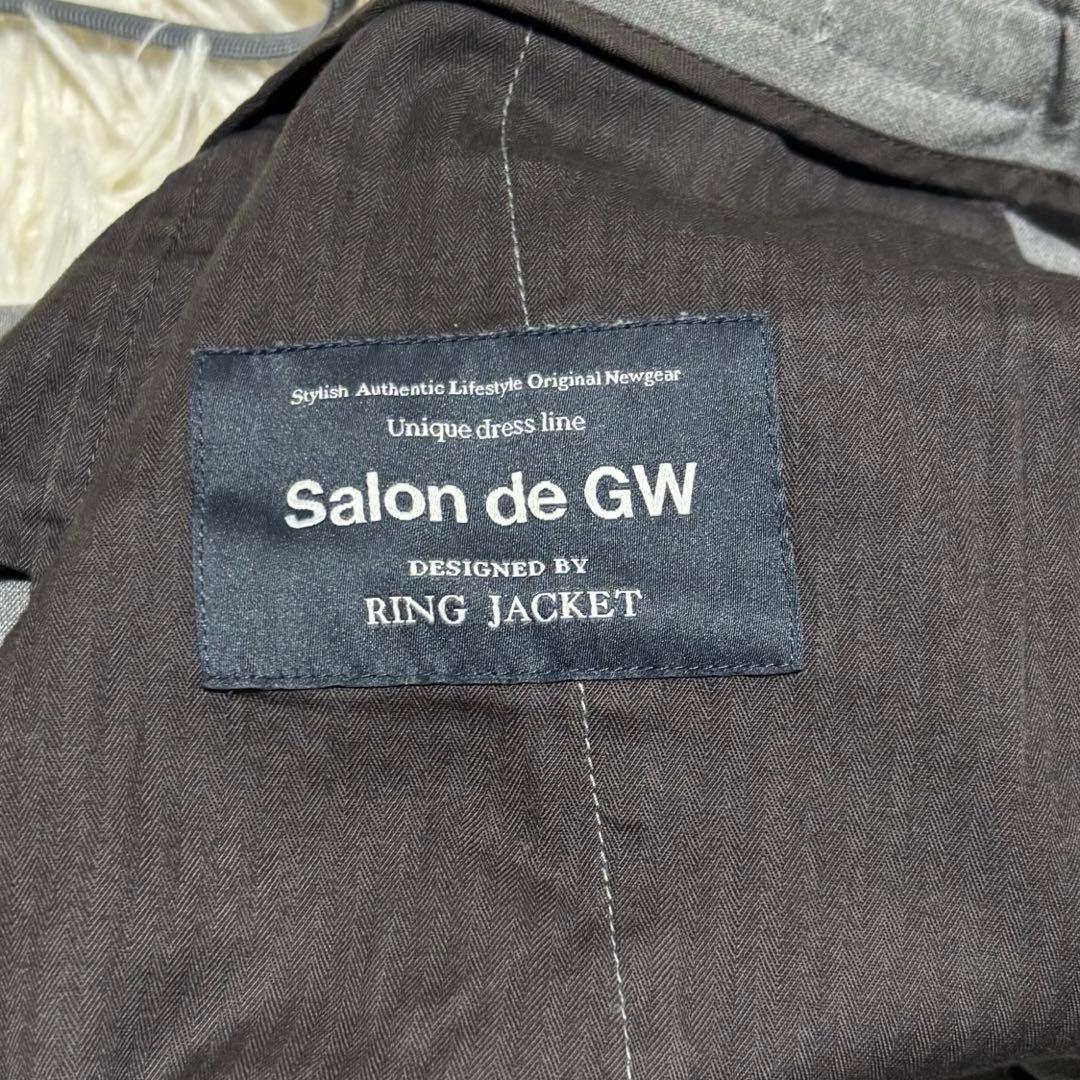 Stylish Authentic Lifestyle Original Newgear
Unique dress line
Salon de GW
DESIGNED BY
RING JACKET